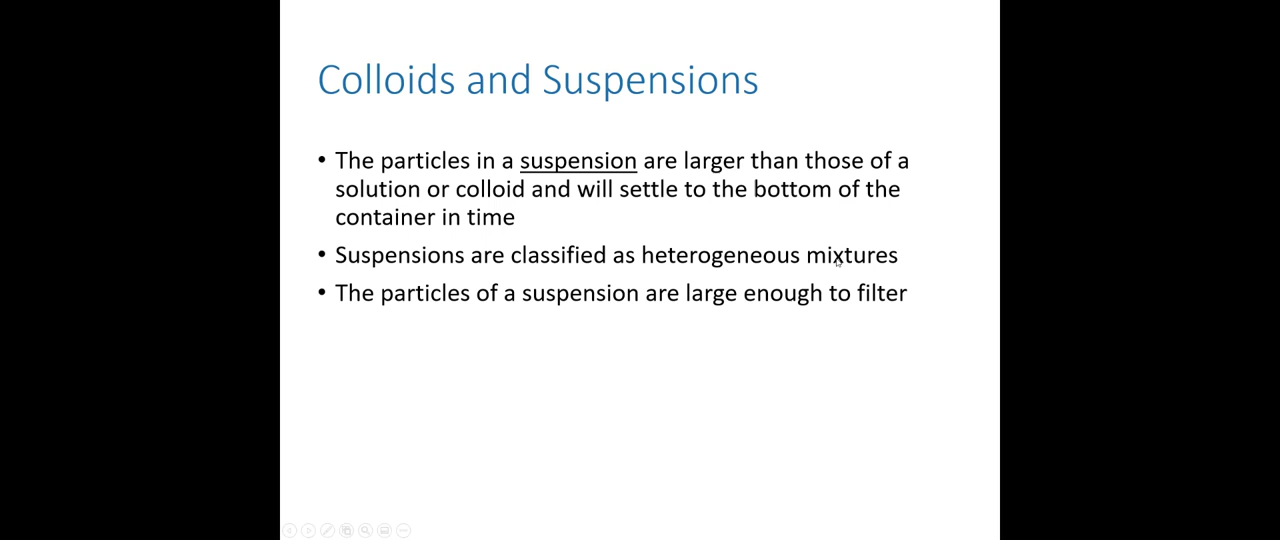 Colloids and Suspensions
• The particles in a suspension are larger than those of a
solution or colloid and will settle to the bottom of the
container in time
• Suspensions are classified as heterogeneous mixtures
• The particles of a suspension are large enough to filter